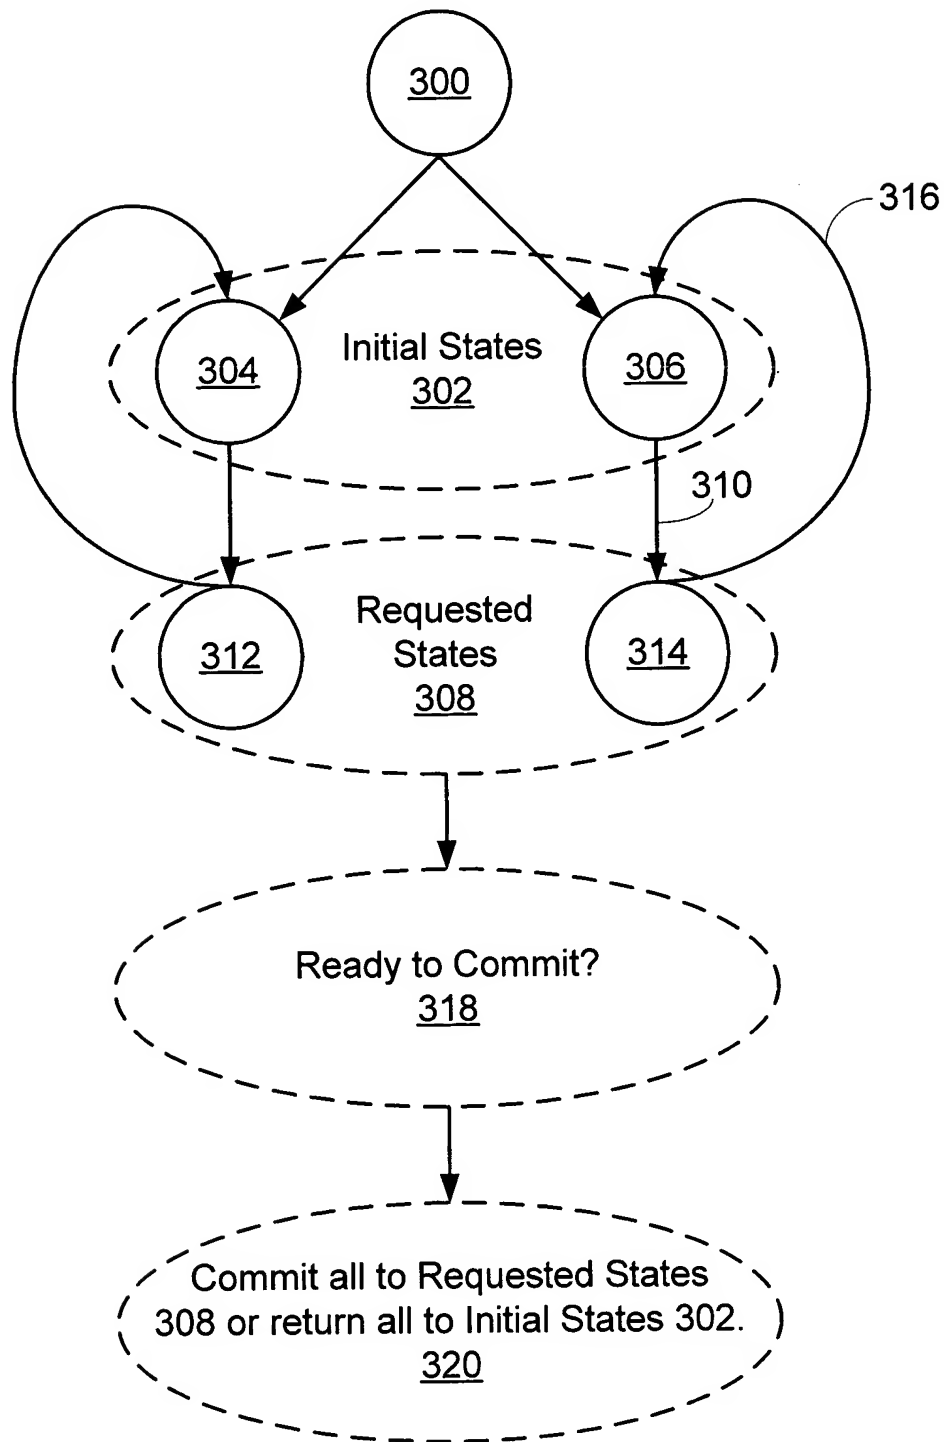 300
316
304
Initial States
302
306
310
312
Requested
States
308
314
Ready to Commit?
318
Commit all to Requested States
308 or return all to Initial States 302.
320